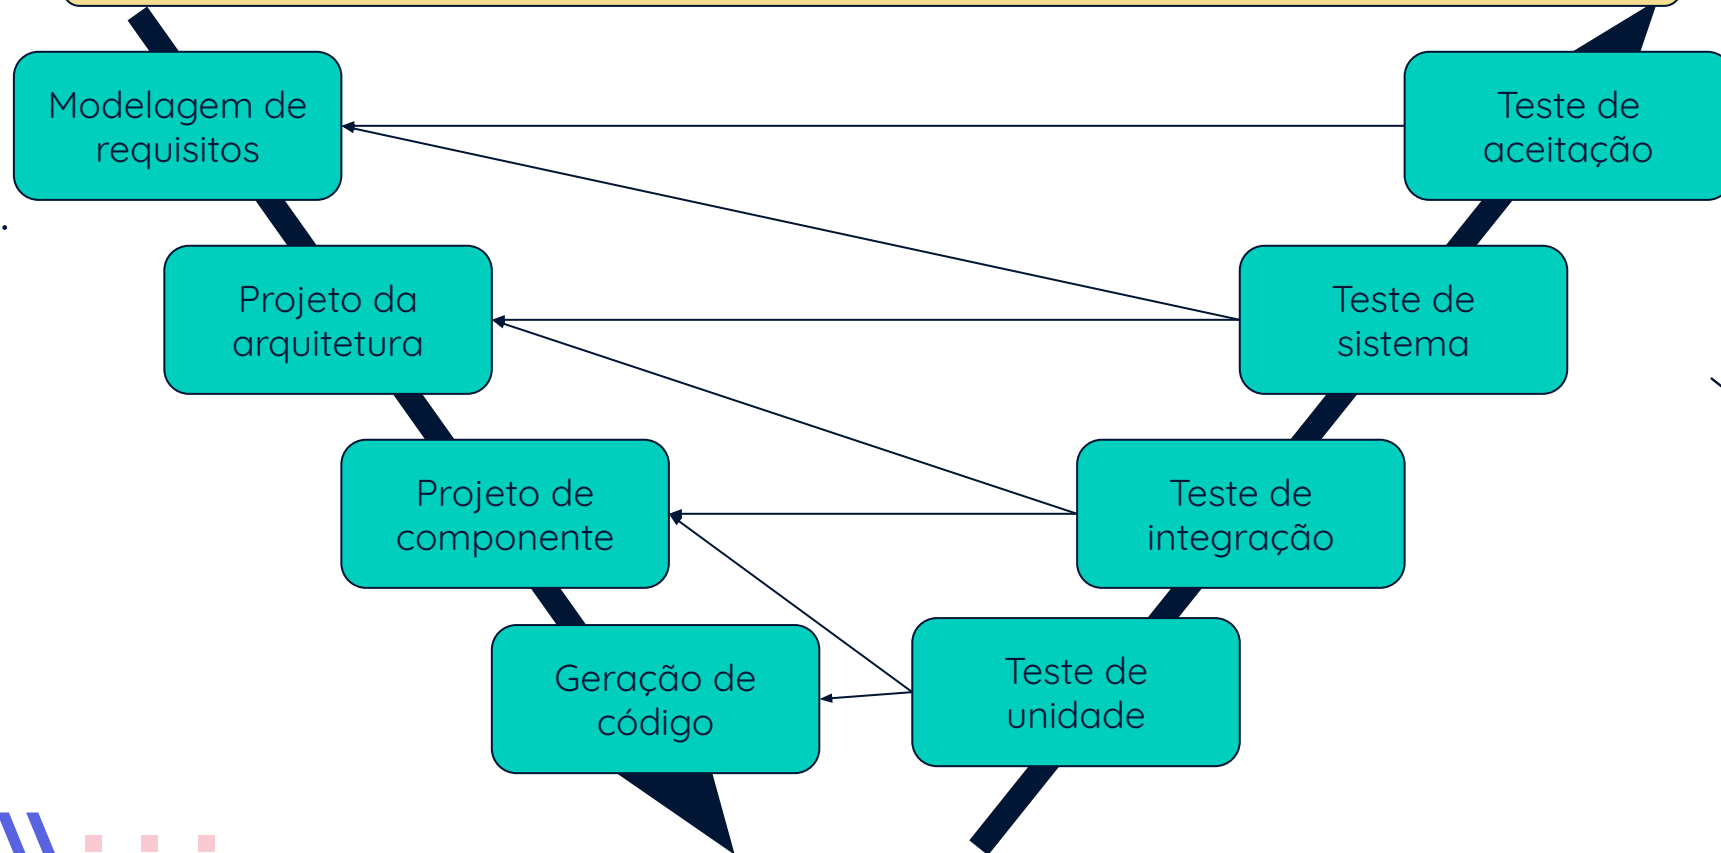 Modelagem de
requisitos
Teste de
aceitação
Projeto da
arquitetura
Teste de
sistema
Projeto de
componente
Teste de
integração
Geração de
código
Teste de
unidade